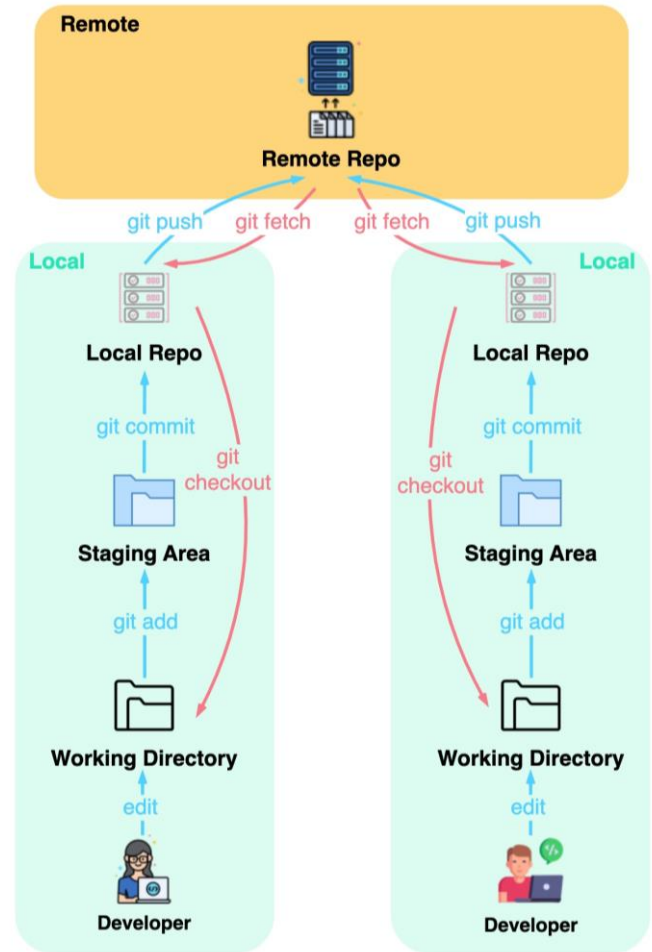 Remote
Remote Repo
git push
git fetch
git fetch
git push
Local
Local Repo
git commit
git
checkout
Staging Area
git add
Working Directory
edit
Developer
Local
Local Repo
git commit
git
checkout
Staging Area
git add
Working Directory
edit
Developer